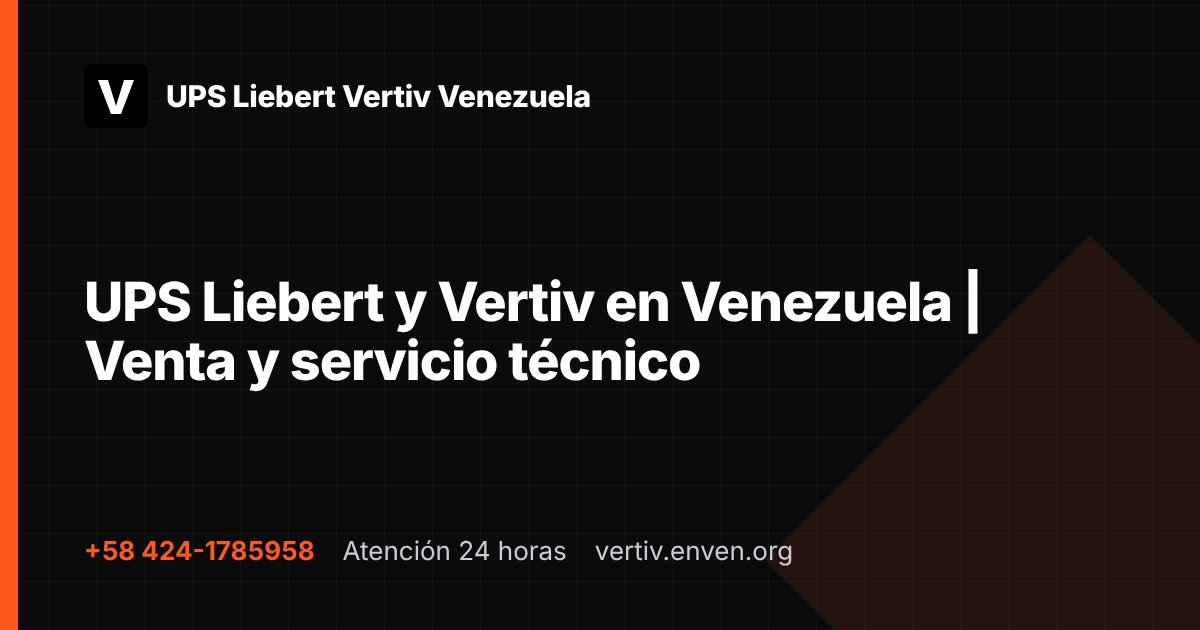 V UPS Liebert Vertiv Venezuela
UPS Liebert y Vertiv en Venezuela |
Venta y servicio técnico
+58 424-1785958 Atención 24 horas vertiv.enven.org